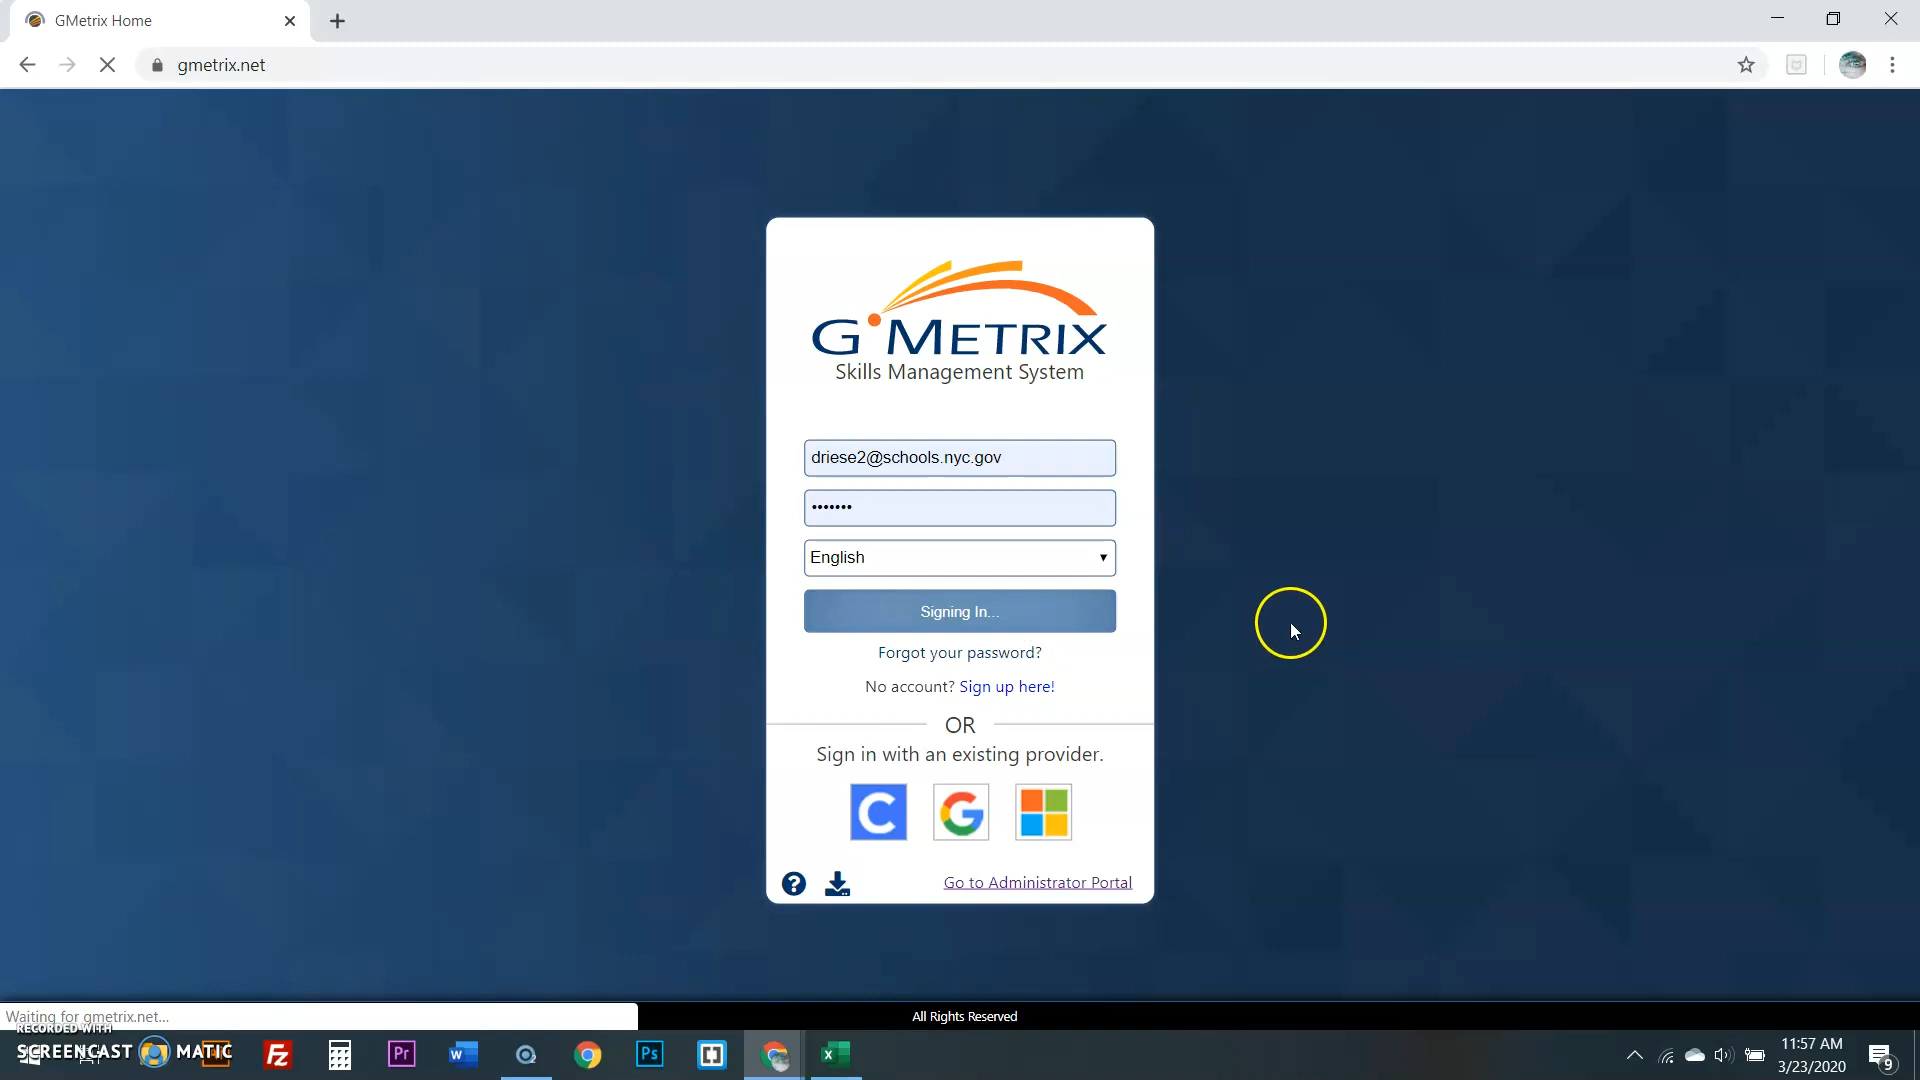 GMetrix Home
gmetrix.net
G METRIX
Skills Management System
driese2@schools.nyc.gov
•••••••
English
Signing In...
Forgot your password?
No account? Sign up here!
OR
Sign in with an existing provider.
Go to Administrator Portal
Waiting for gmetrix.net...
All Rights Reserved
RECORDED WITH
SCREENCAST MATIC
11:57 AM
3/23/2020
9